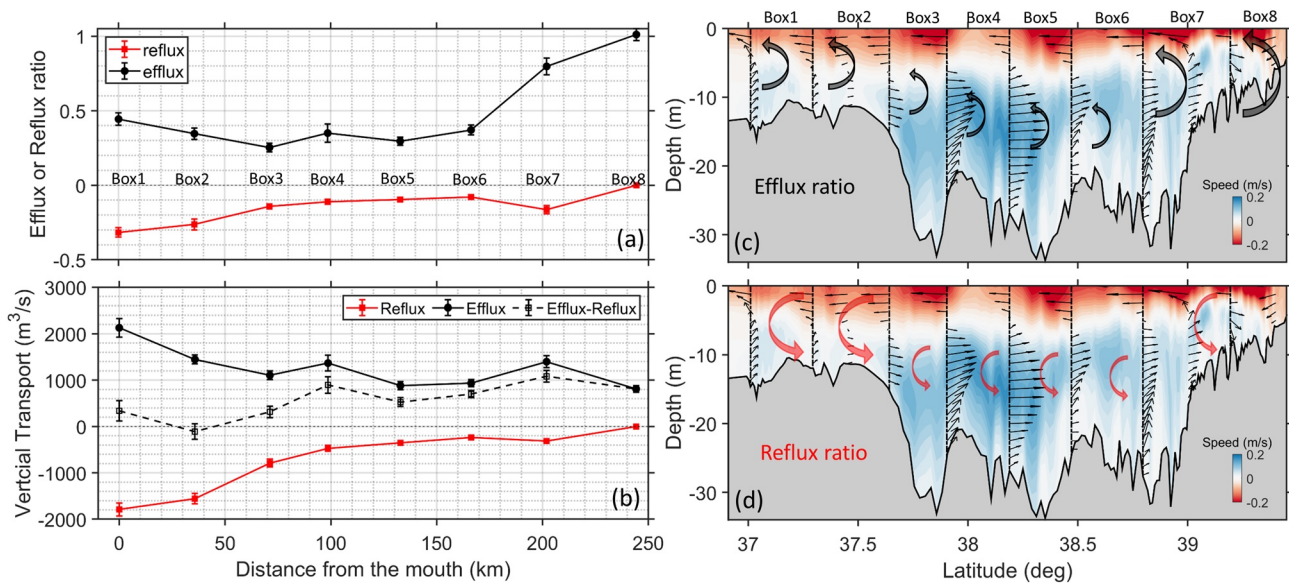 1
reflux
efflux
0.5
Efflux or Reflux ratio
Box1
Box2
Box3
Box4
Box5
Box6
Box7
Box8
0
-0.5
(a)
3000
Reflux
Efflux
Efflux-Reflux
2000
1000
0
-1000
-2000
Vertcial Transport (m³/s)
(b)
0 50 100 150 200 250
Distance from the mouth (km)
Box1 Box2 Box3 Box4 Box5 Box6 Box7 Box8
0
-10
-20
-30
Depth (m)
Efflux ratio
Speed (m/s)
0.2
-0.2
(c)
0
-10
-20
-30
Depth (m)
Reflux ratio
Speed (m/s)
0.2
-0.2
(d)
37 37.5 38 38.5 39
Latitude (deg)